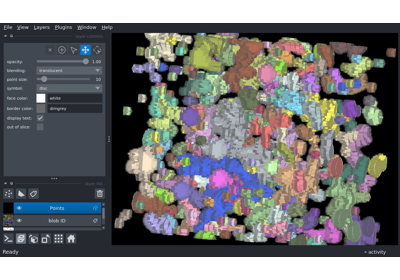 File View Layers Plugins Window Help
opacity: 1.00
blending: translucent
point size: 10
symbol: disc
face color: white
border color: dimgrey
display text: ✓
out of slice:
Points
blob ID
Ready
activity